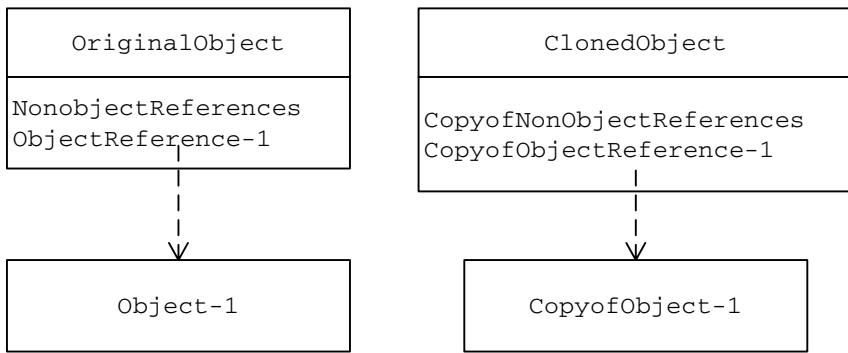 OriginalObject
NonobjectReferences
ObjectReference-1
Object-1
ClonedObject
CopyofNonObjectReferences
CopyofObjectReference-1
CopyofObject-1